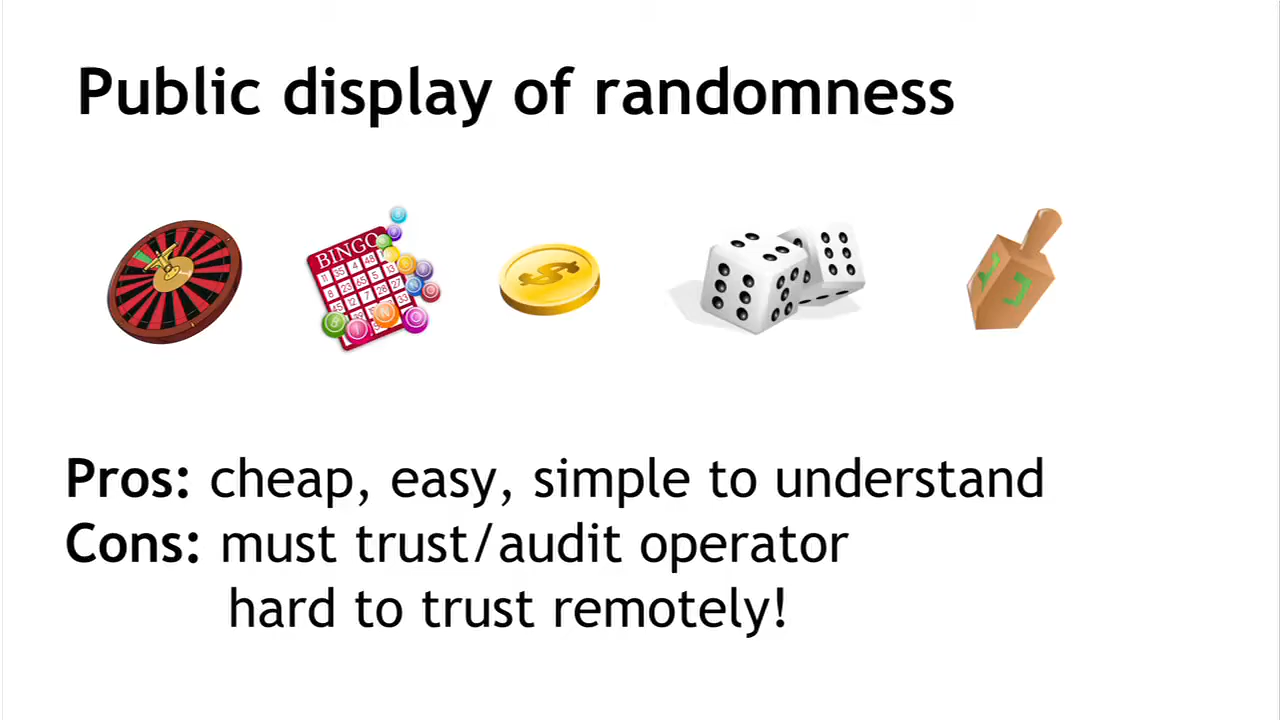 Public display of randomness
BINGO
Pros: cheap, easy, simple to understand
Cons: must trust/audit operator
hard to trust remotely!